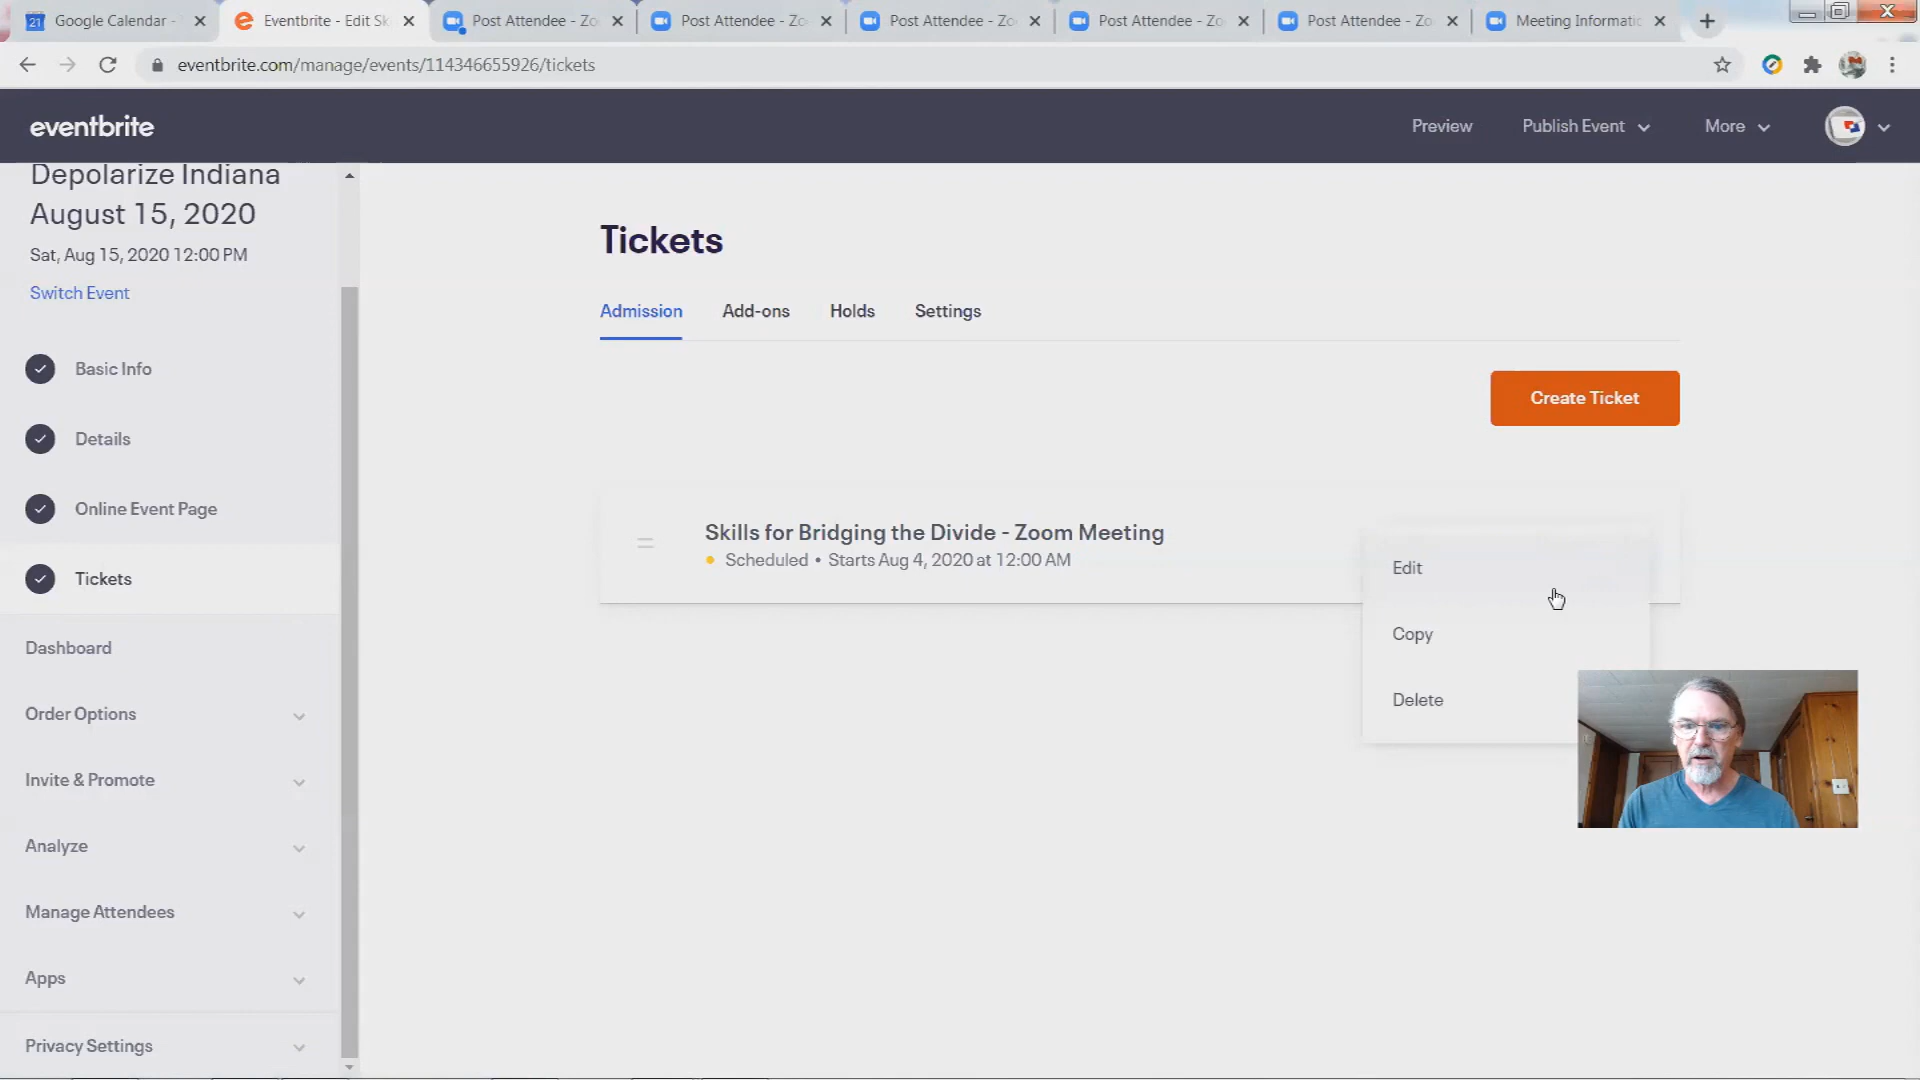 Google Calendar -
Eventbrite - Edit Sk
Post Attendee - Zo
Post Attendee - Zo
Post Attendee - Zo
Post Attendee - Zo
Post Attendee - Zo
Meeting Informatic
eventbrite.com/manage/events/114346655926/tickets
eventbrite
Preview
Publish Event
More
Depolarize Indiana
August 15, 2020
Sat, Aug 15, 2020 12:00 PM
Switch Event
Basic Info
Details
Online Event Page
Tickets
Dashboard
Order Options
Invite & Promote
Analyze
Manage Attendees
Apps
Privacy Settings
Tickets
Admission
Add-ons
Holds
Settings
Create Ticket
Skills for Bridging the Divide - Zoom Meeting
Scheduled • Starts Aug 4, 2020 at 12:00 AM
Edit
Copy
Delete